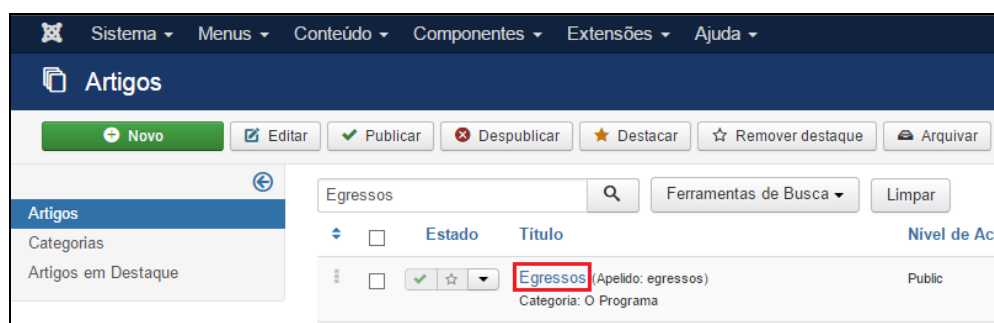 Sistema Menus Conteúdo Componentes Extensões Ajuda
Artigos
Novo Editar Publicar Despublicar Destacar Remover destaque Arquivar
Egressos Ferramentas de Busca Limpar
Artigos
Categorias
Artigos em Destaque
Estado Título Nível de Ac
Egressos (Apelido: egressos) Public
Categoria: O Programa